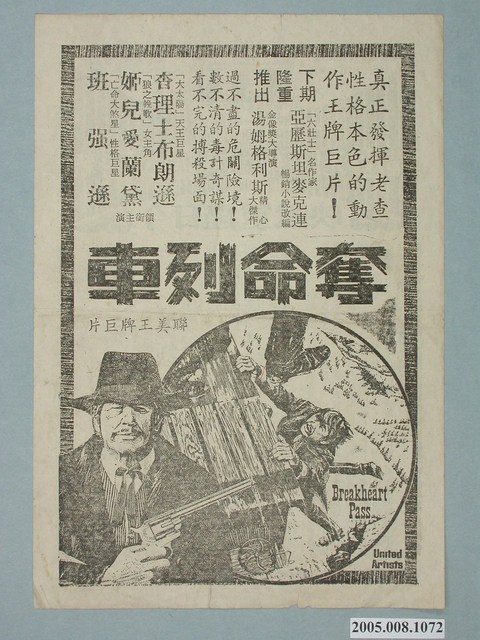 真正發揮老查
性格本色的動
作王牌巨片！
下期
隆重
推出
「六壯士」名作家
亞歷斯坦麥克連
暢銷小說改編
金像獎大導演
湯姆格利斯
精心
大傑作
過不盡的危關險境！
數不清的毒計奇謀！
看不完的搏殺場面！
「大太陽」天王巨星
查理士布朗遜
「狼之輓歌」女主角
姬兒愛蘭黛
「亡命大煞星」性格巨星
班強遜
領銜主演
奪命列車
聯美王牌巨片
Breakheart
Pass
United
Artists
2005.008.1072